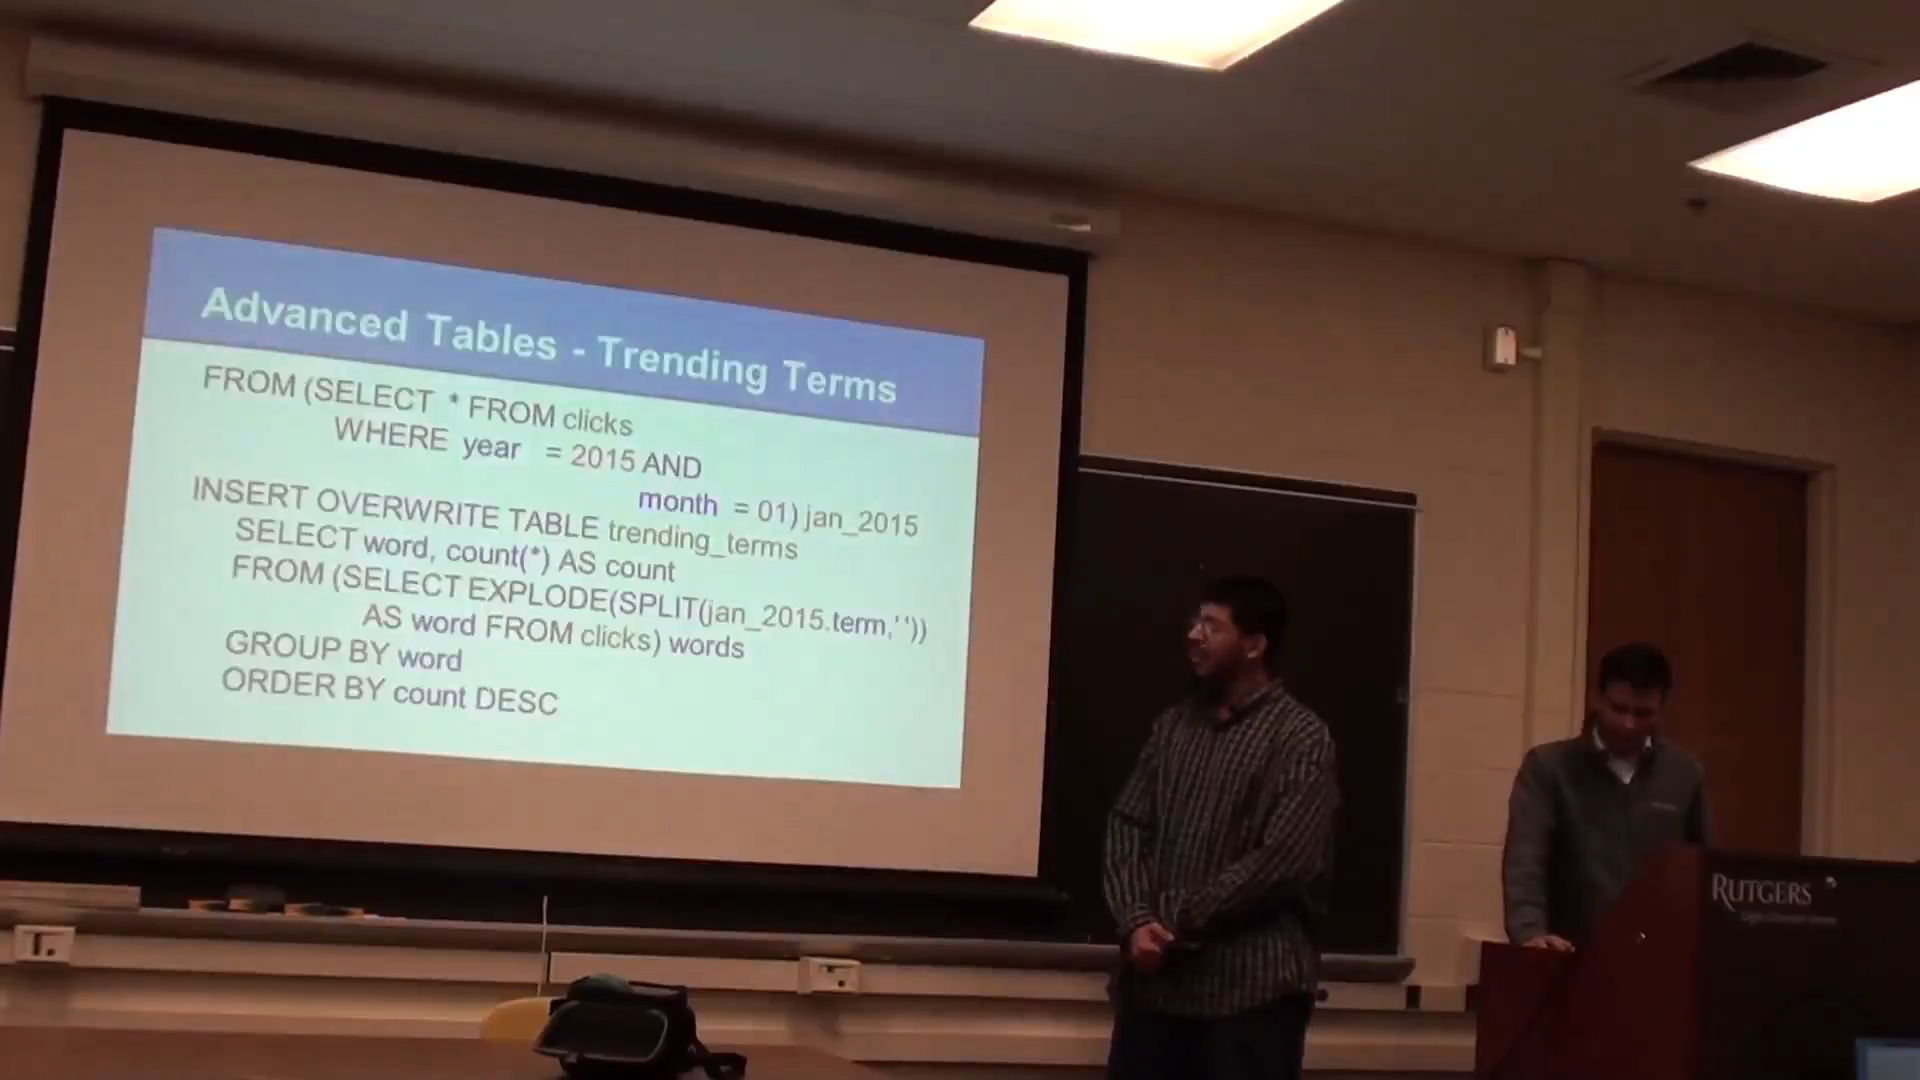 Advanced Tables - Trending Terms
FROM (SELECT * FROM clicks
WHERE year = 2015 AND
month = 01) jan_2015
INSERT OVERWRITE TABLE trending_terms
SELECT word, count(*) AS count
FROM (SELECT EXPLODE(SPLIT(jan_2015.term,' '))
AS word FROM clicks) words
GROUP BY word
ORDER BY count DESC
RUTGERS